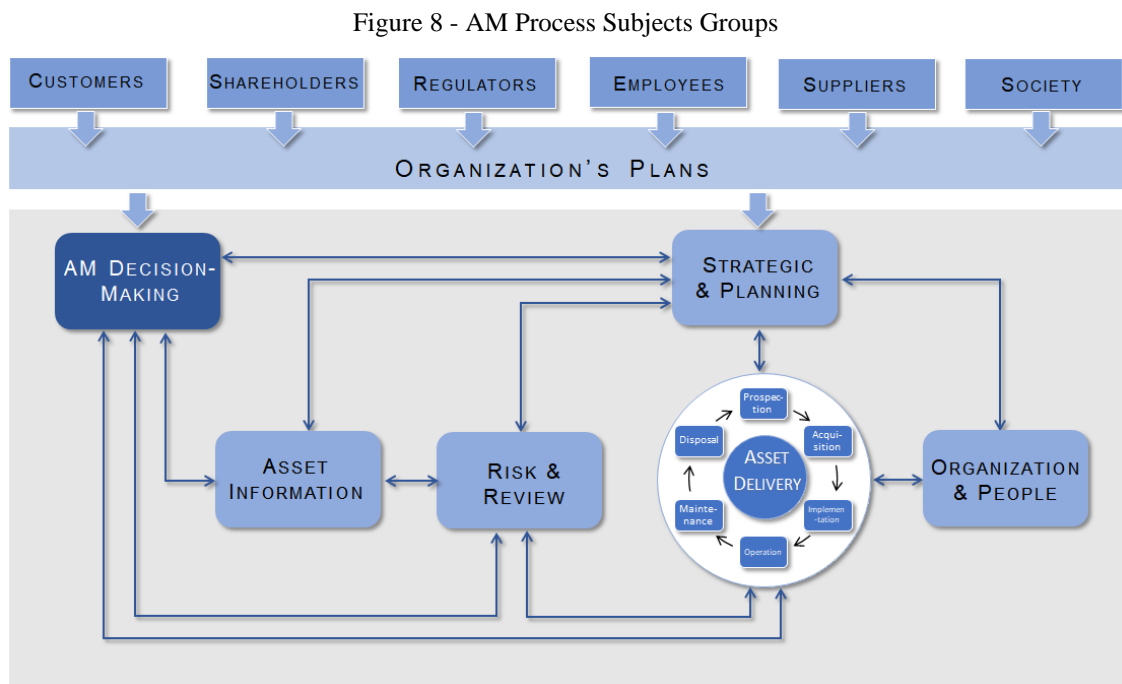 Figure 8 - AM Process Subjects Groups
CUSTOMERS
SHAREHOLDERS
REGULATORS
EMPLOYEES
SUPPLIERS
SOCIETY
ORGANIZATION'S PLANS
AM DECISION-
MAKING
STRATEGIC
& PLANNING
Prospec-
tion
Disposal
Acqui-
sition
ASSET
DELIVERY
Mainte-
nance
Implemen
-tation
Operation
ASSET
INFORMATION
RISK &
REVIEW
ORGANIZATION
& PEOPLE